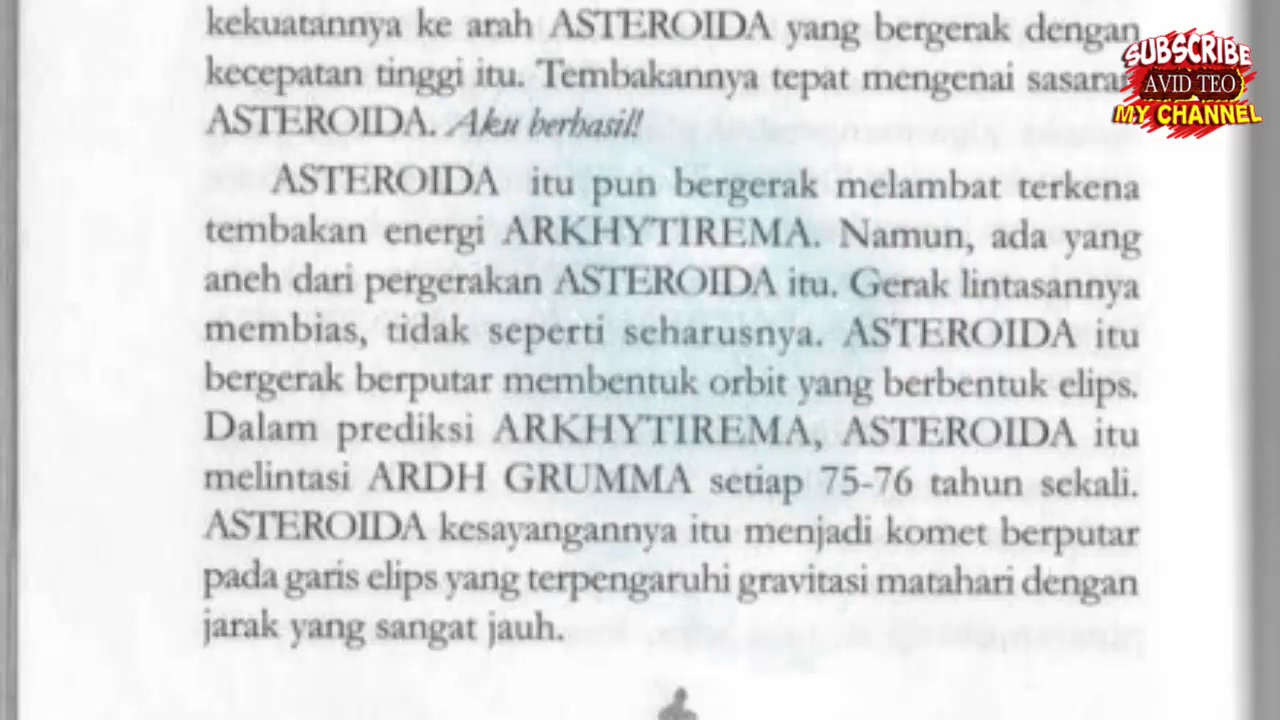 kekuatannya ke arah ASTEROIDA yang bergerak dengan
kecepatan tinggi itu. Tembakannya tepat mengenai sasaran
ASTEROIDA. Aku berhasil!
ASTEROIDA itu pun bergerak melambat terkena
tembakan energi ARKHYTIREMA. Namun, ada yang
aneh dari pergerakan ASTEROIDA itu. Gerak lintasannya
membias, tidak seperti seharusnya. ASTEROIDA itu
bergerak berputar membentuk orbit yang berbentuk elips.
Dalam prediksi ARKHYTIREMA, ASTEROIDA itu
melintasi ARDH GRUMMA setiap 75-76 tahun sekali.
ASTEROIDA kesayangannya itu menjadi komet berputar
pada garis elips yang terpengaruhi gravitasi matahari dengan
jarak yang sangat jauh.
SUBSCRIBE
AVID TEO
MY CHANNEL